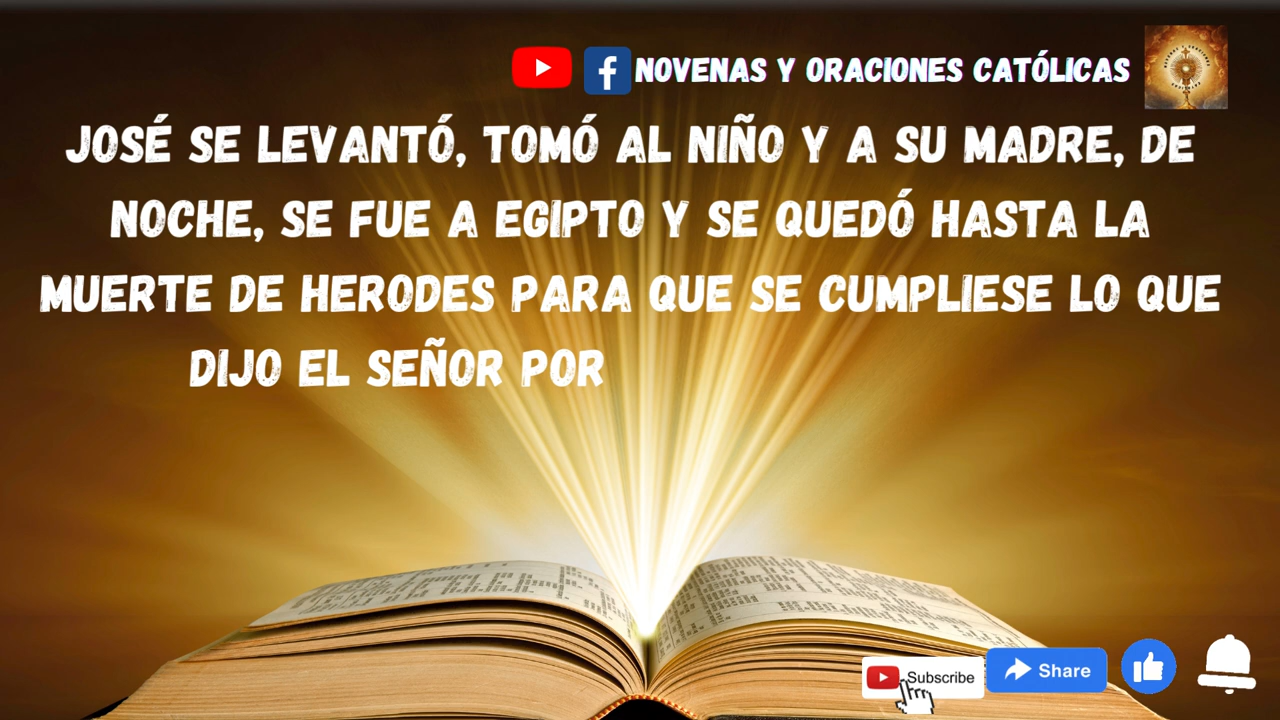 NOVENAS Y ORACIONES CATÓLICAS
JOSÉ SE LEVANTÓ, TOMÓ AL NIÑO Y A SU MADRE, DE
NOCHE, SE FUE A EGIPTO Y SE QUEDÓ HASTA LA
MUERTE DE HERODES PARA QUE SE CUMPLIESE LO QUE
DIJO EL SEÑOR POR
Subscribe
Share